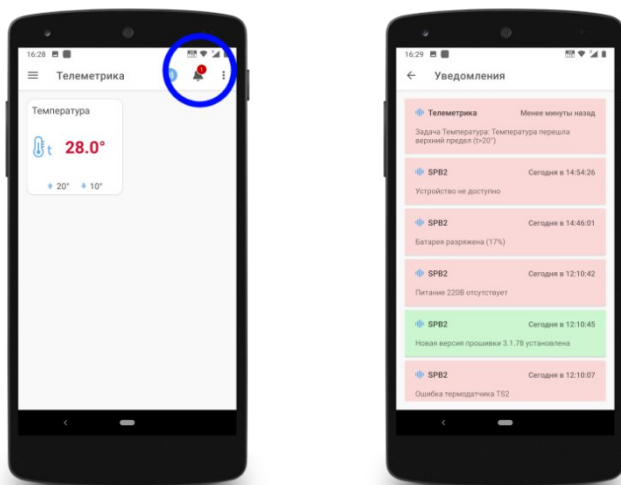 16:28
Телеметрика
1
Температура
t 28.0°
20° 10°
16:29
Уведомления
Телеметрика Менее минуты назад
Задача Температура: Температура перешла
верхний предел (t>20°)
SPB2 Сегодня в 14:54:26
Устройство не доступно
SPB2 Сегодня в 14:46:01
Батарея разряжена (17%)
SPB2 Сегодня в 12:10:42
Питание 220В отсутствует
SPB2 Сегодня в 12:10:45
Новая версия прошивки 3.1.78 установлена
SPB2 Сегодня в 12:10:07
Ошибка термодатчика TS2